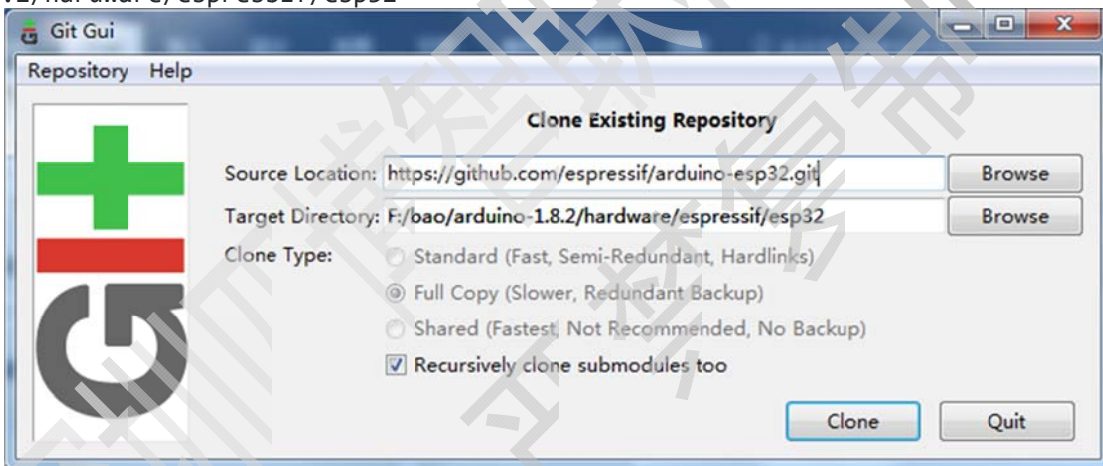 Git Gui
Repository Help
Clone Existing Repository
Source Location: https://github.com/espressif/arduino-esp32.git Browse
Target Directory: F:/bao/arduino-1.8.2/hardware/espressif/esp32 Browse
Clone Type: Standard (Fast, Semi-Redundant, Hardlinks)
Full Copy (Slower, Redundant Backup)
Shared (Fastest, Not Recommended, No Backup)
Recursively clone submodules too
Clone Quit